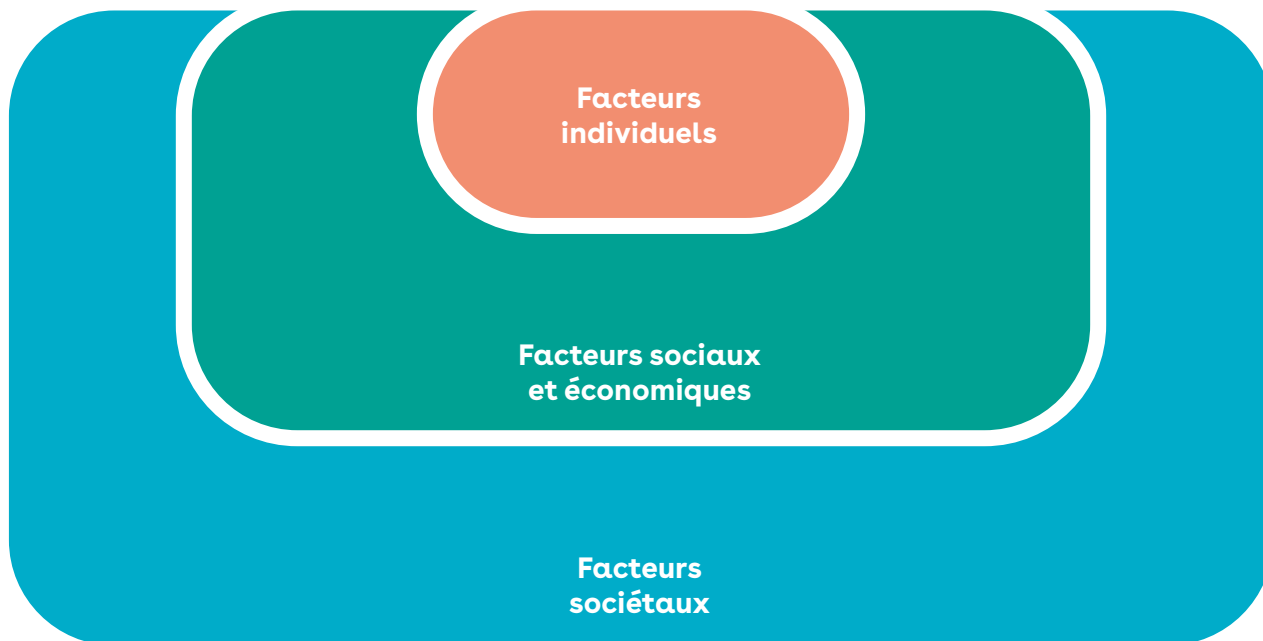 Facteurs
individuels
Facteurs sociaux
et économiques
Facteurs
sociétaux